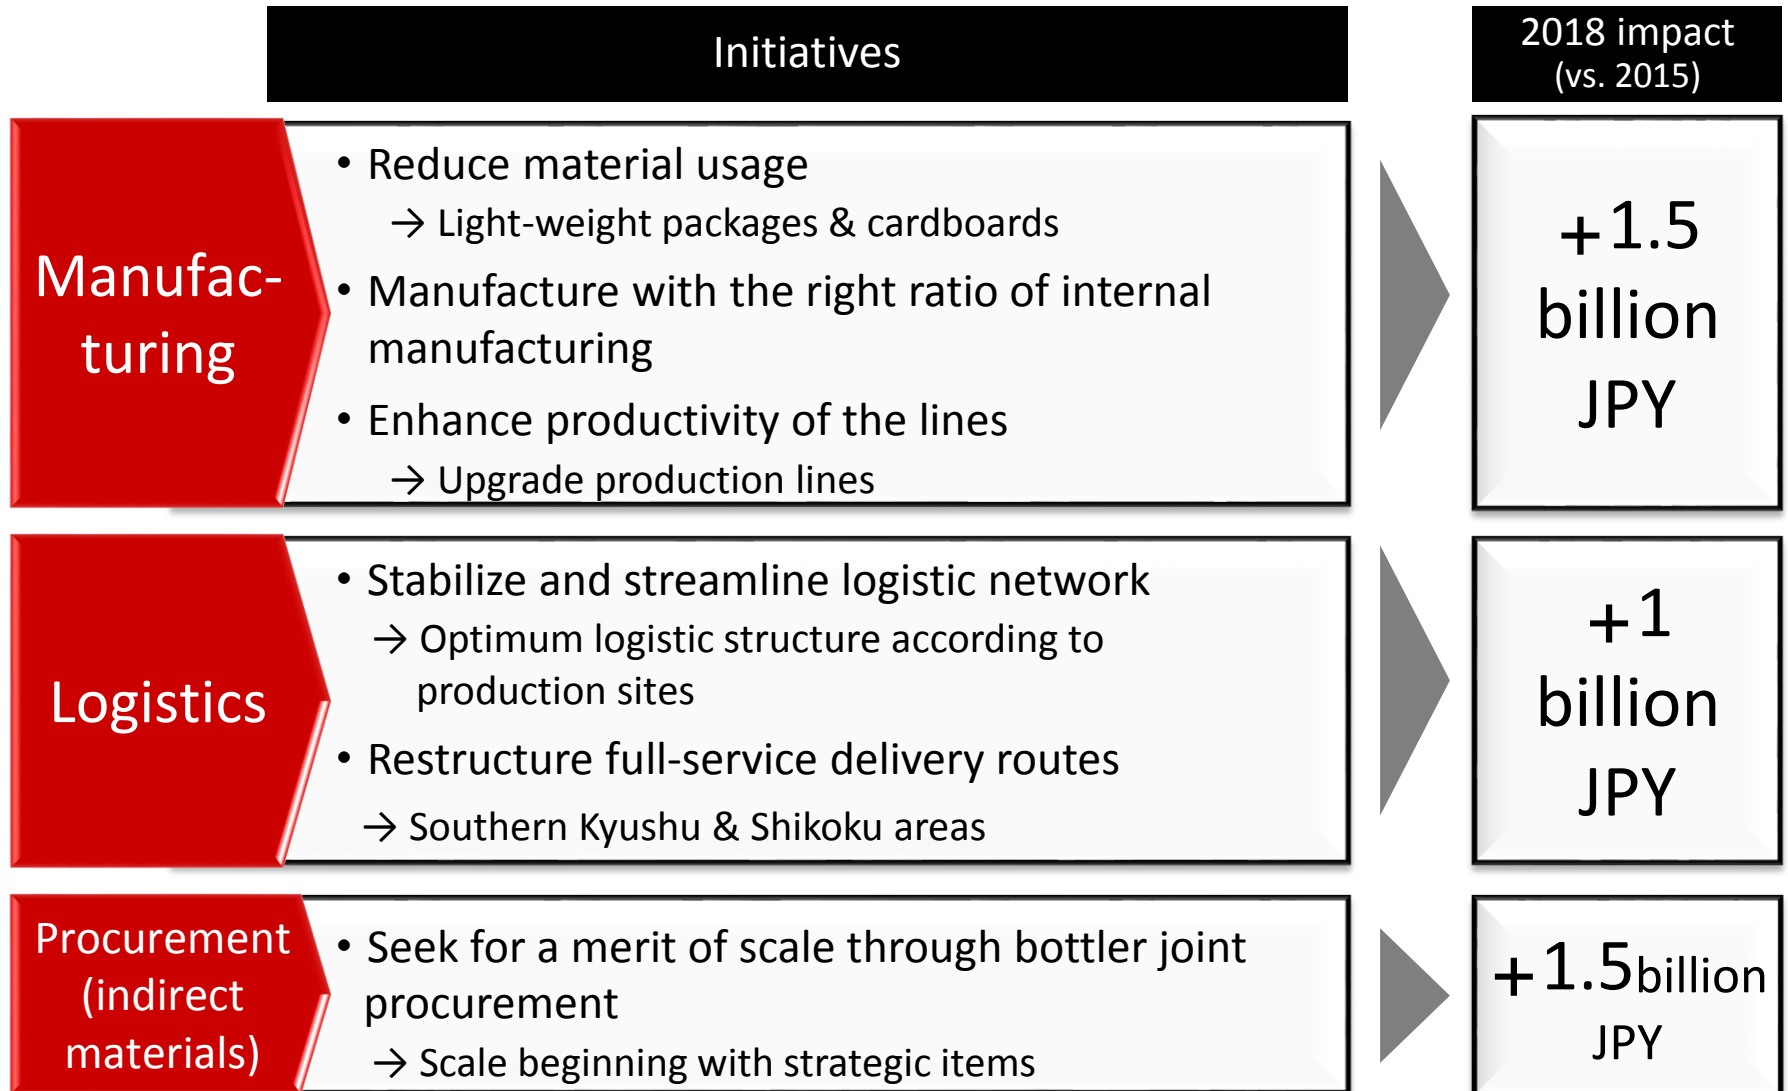 Initiatives
2018 impact
(vs. 2015)
Manufac-
turing
• Reduce material usage
→ Light-weight packages & cardboards
• Manufacture with the right ratio of internal
manufacturing
• Enhance productivity of the lines
→ Upgrade production lines
+1.5
billion
JPY
Logistics
• Stabilize and streamline logistic network
→ Optimum logistic structure according to
production sites
• Restructure full-service delivery routes
→ Southern Kyushu & Shikoku areas
+1
billion
JPY
Procurement
(indirect
materials)
• Seek for a merit of scale through bottler joint
procurement
→ Scale beginning with strategic items
+1.5billion
JPY